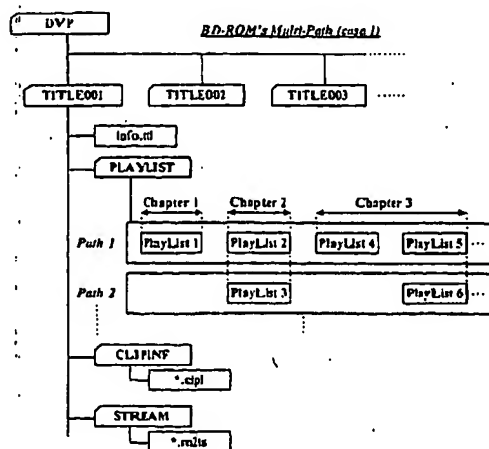 DVP
BD-ROM's Multi-Path (case 1)
TITLE001 TITLE002 TITLE003
info.ttl
PLAYLIST
Chapter 1 Chapter 2 Chapter 3
Path 1 PlayList 1 PlayList 2 PlayList 4 PlayList 5
Path 2 PlayList 3 PlayList 6
CLIPINF
*.clpi
STREAM
*.m2ts